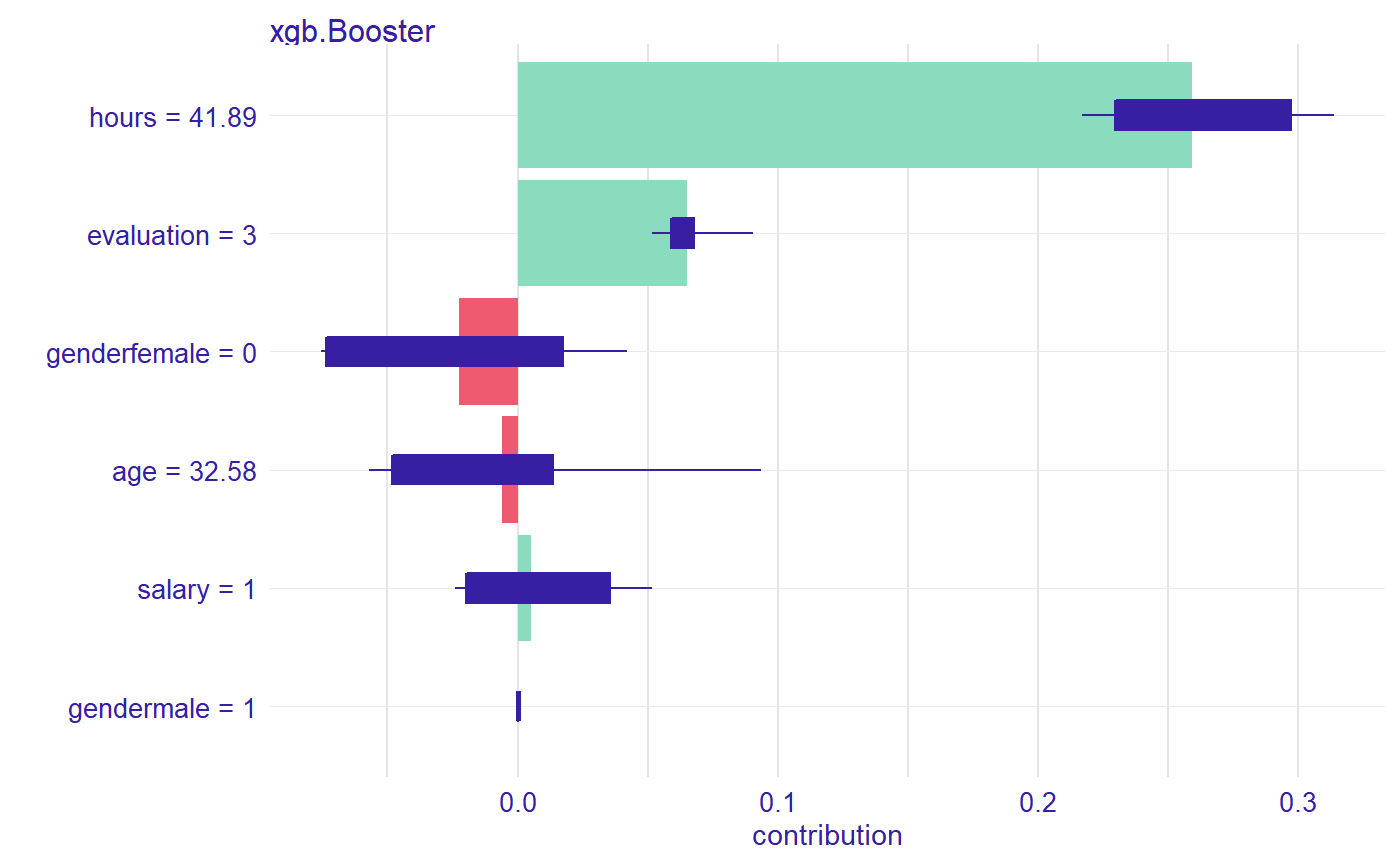 xgb.Booster
hours = 41.89
evaluation = 3
genderfemale = 0
age = 32.58
salary = 1
gendermale = 1
0.0 0.1 0.2 0.3
contribution